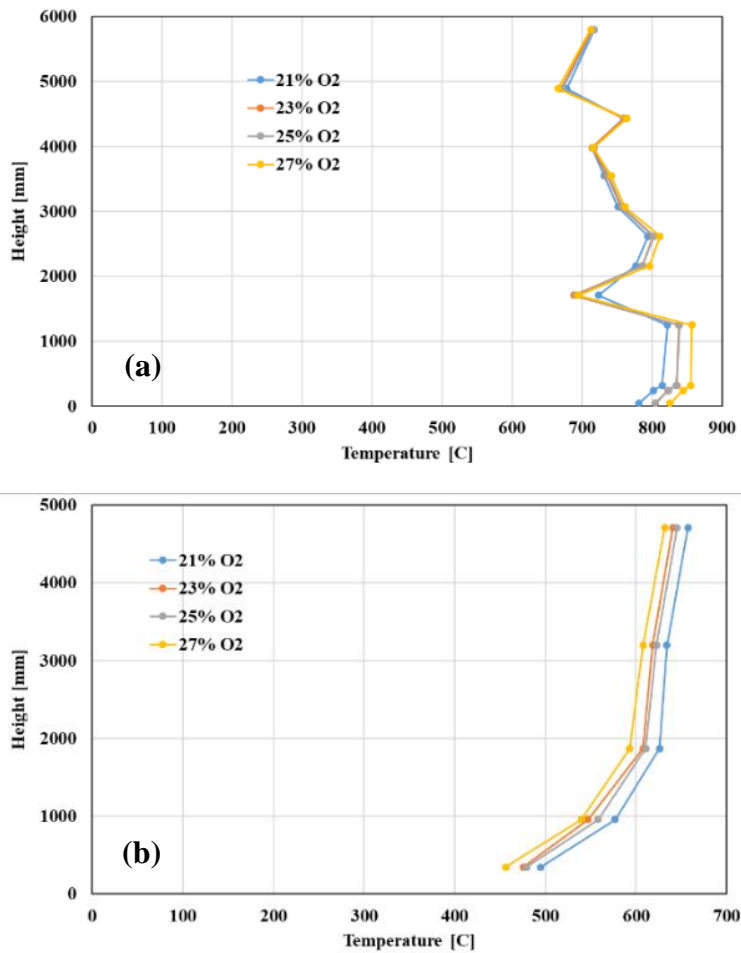 6000
5000
4000
3000
2000
1000
0
Height [mm]
21% O2
23% O2
25% O2
27% O2
(a)
0 100 200 300 400 500 600 700 800 900
Temperature [C]
5000
4000
3000
2000
1000
0
Height [mm]
21% O2
23% O2
25% O2
27% O2
(b)
0 100 200 300 400 500 600 700
Temperature [C]